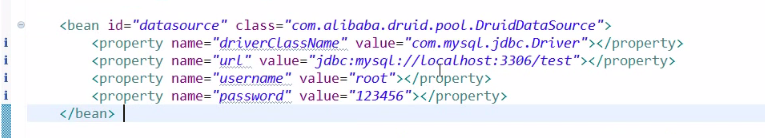 <bean id="datasource" class="com.alibaba.druid.pool.DruidDataSource">
<property name="driverClassName" value="com.mysql.jdbc.Driver"></property>
<property name="url" value="jdbc:mysql://localhost:3306/test"></property>
<property name="username" value="root"></property>
<property name="password" value="123456"></property>
</bean>